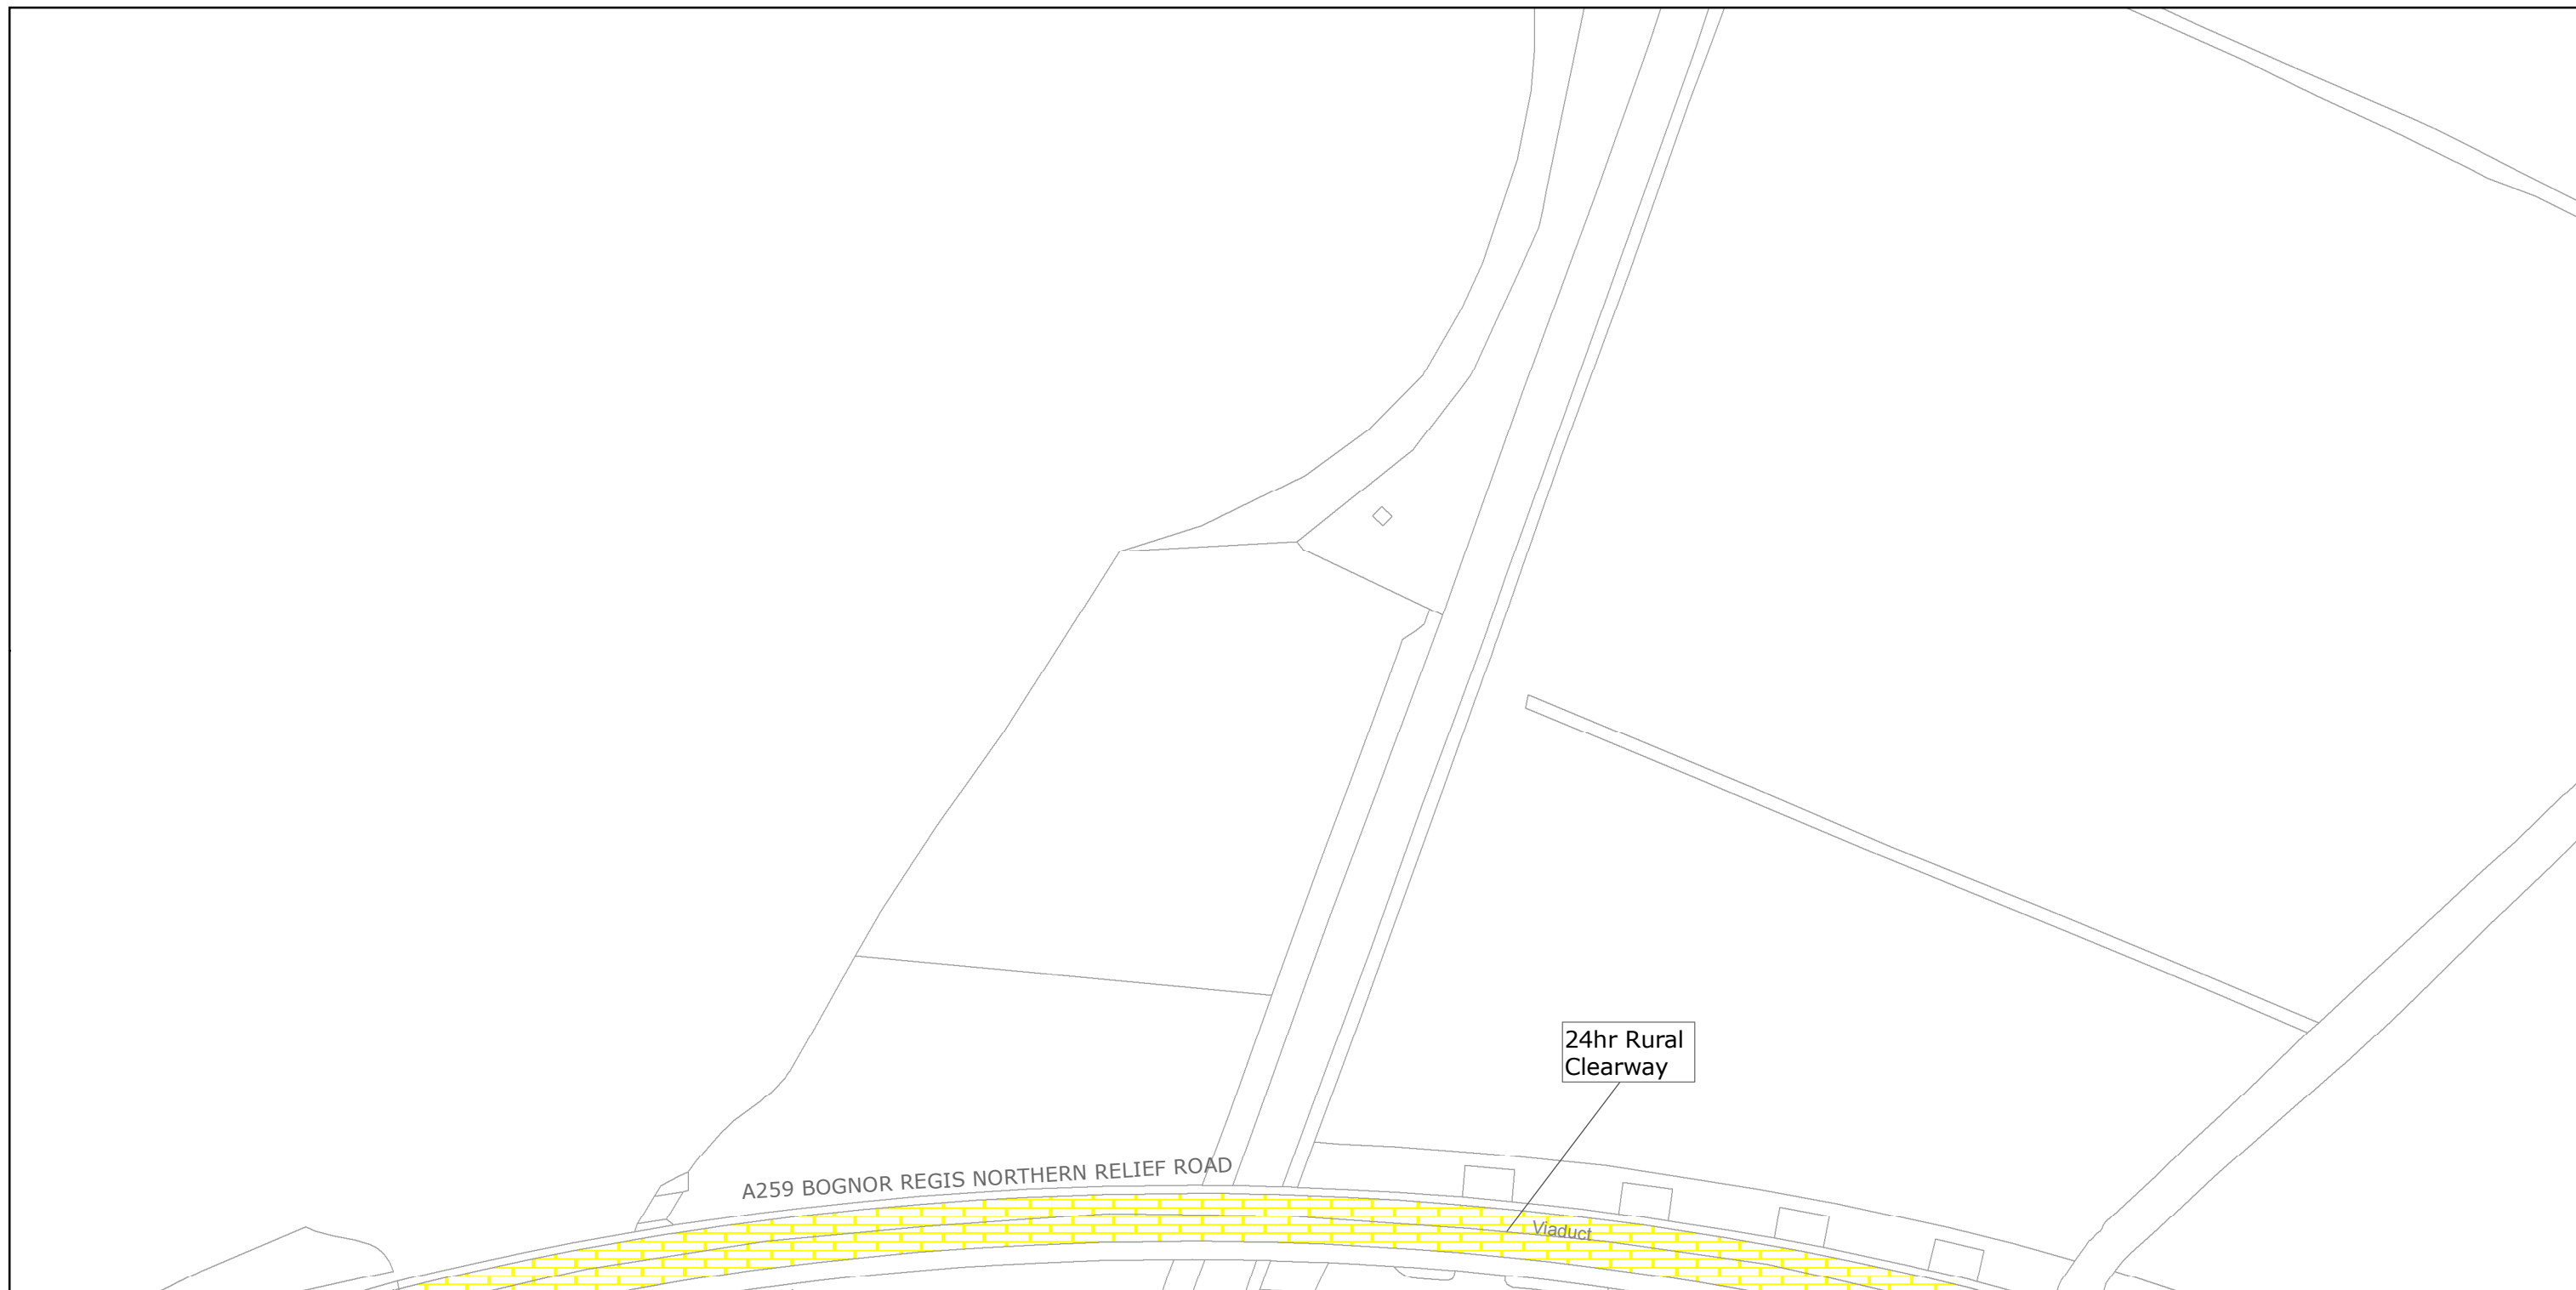 24hr Rural
Clearway
A259 BOGNOR REGIS NORTHERN RELIEF ROAD
Viaduct